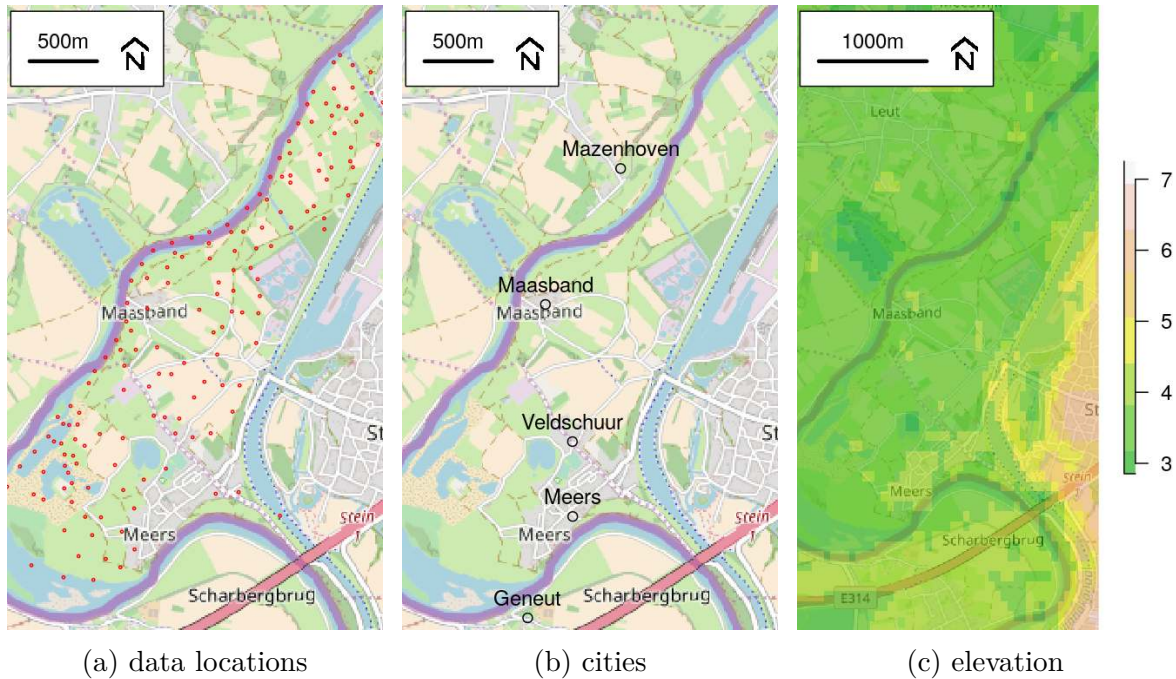 500m
N
Maasband
Meers
St
Stein
Scharbergbrug
(a) data locations
500m
N
Mazenhoven
Maasband
Maasband
Veldschuur
St
Meers
Meers
Stein
Geneut
Scharbergbrug
(b) cities
1000m
N
Leut
Maasband
St
Stein
Meers
Scharbergbrug
E314
(c) elevation
7
6
5
4
3